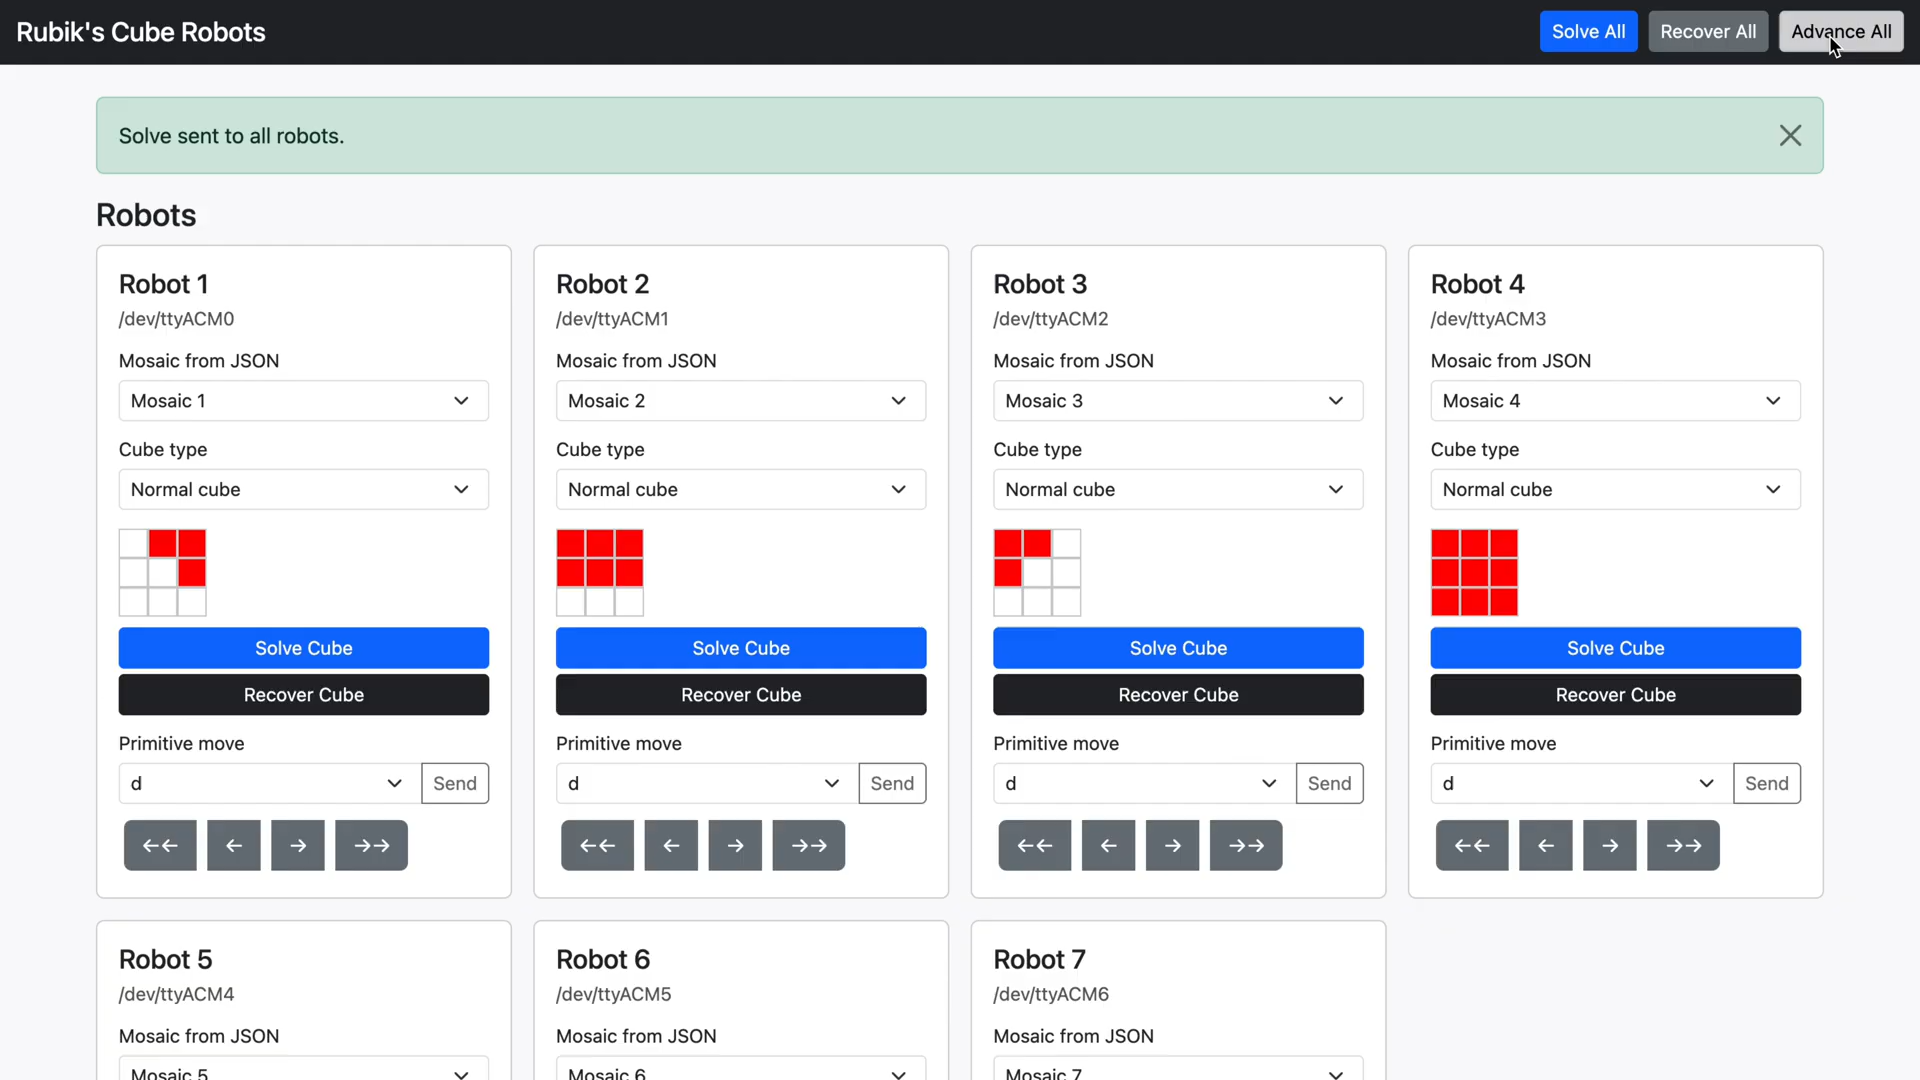 Rubik's Cube Robots
Solve All
Recover All
Advance All
Solve sent to all robots.
Robots
Robot 1
/dev/ttyACM0
Mosaic from JSON
Mosaic 1
Cube type
Normal cube
Solve Cube
Recover Cube
Primitive move
d
Send
←←
←
→
→→
Robot 2
/dev/ttyACM1
Mosaic from JSON
Mosaic 2
Cube type
Normal cube
Solve Cube
Recover Cube
Primitive move
d
Send
←←
←
→
→→
Robot 3
/dev/ttyACM2
Mosaic from JSON
Mosaic 3
Cube type
Normal cube
Solve Cube
Recover Cube
Primitive move
d
Send
←←
←
→
→→
Robot 4
/dev/ttyACM3
Mosaic from JSON
Mosaic 4
Cube type
Normal cube
Solve Cube
Recover Cube
Primitive move
d
Send
←←
←
→
→→
Robot 5
/dev/ttyACM4
Mosaic from JSON
Mosaic 5
Robot 6
/dev/ttyACM5
Mosaic from JSON
Mosaic 6
Robot 7
/dev/ttyACM6
Mosaic from JSON
Mosaic 7